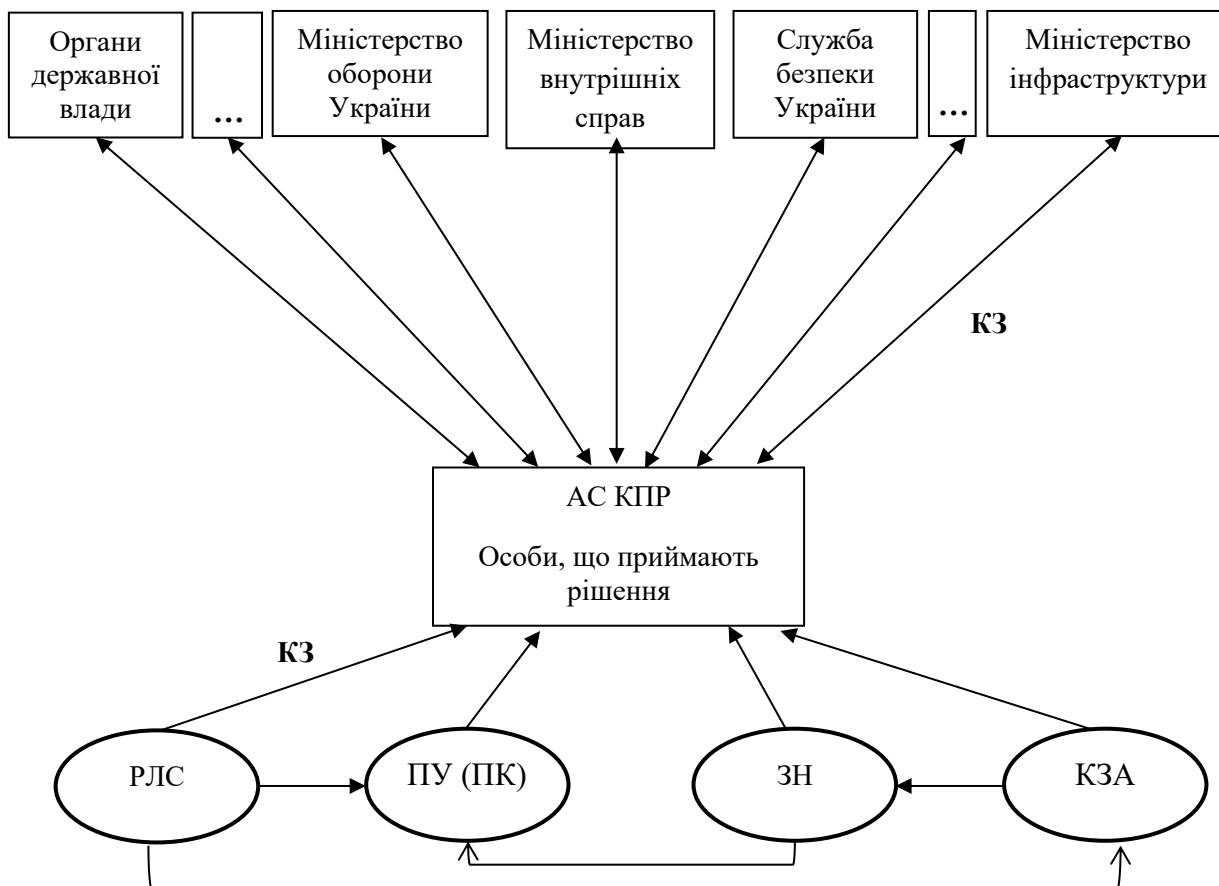 Органи
державної
влади
...
Міністерство
оборони
України
Міністерство
внутрішніх
справ
Служба
безпеки
України
...
Міністерство
інфраструктури
КЗ
АС КПР
Особи, що приймають
рішення
КЗ
РЛС
ПУ (ПК)
ЗН
КЗА